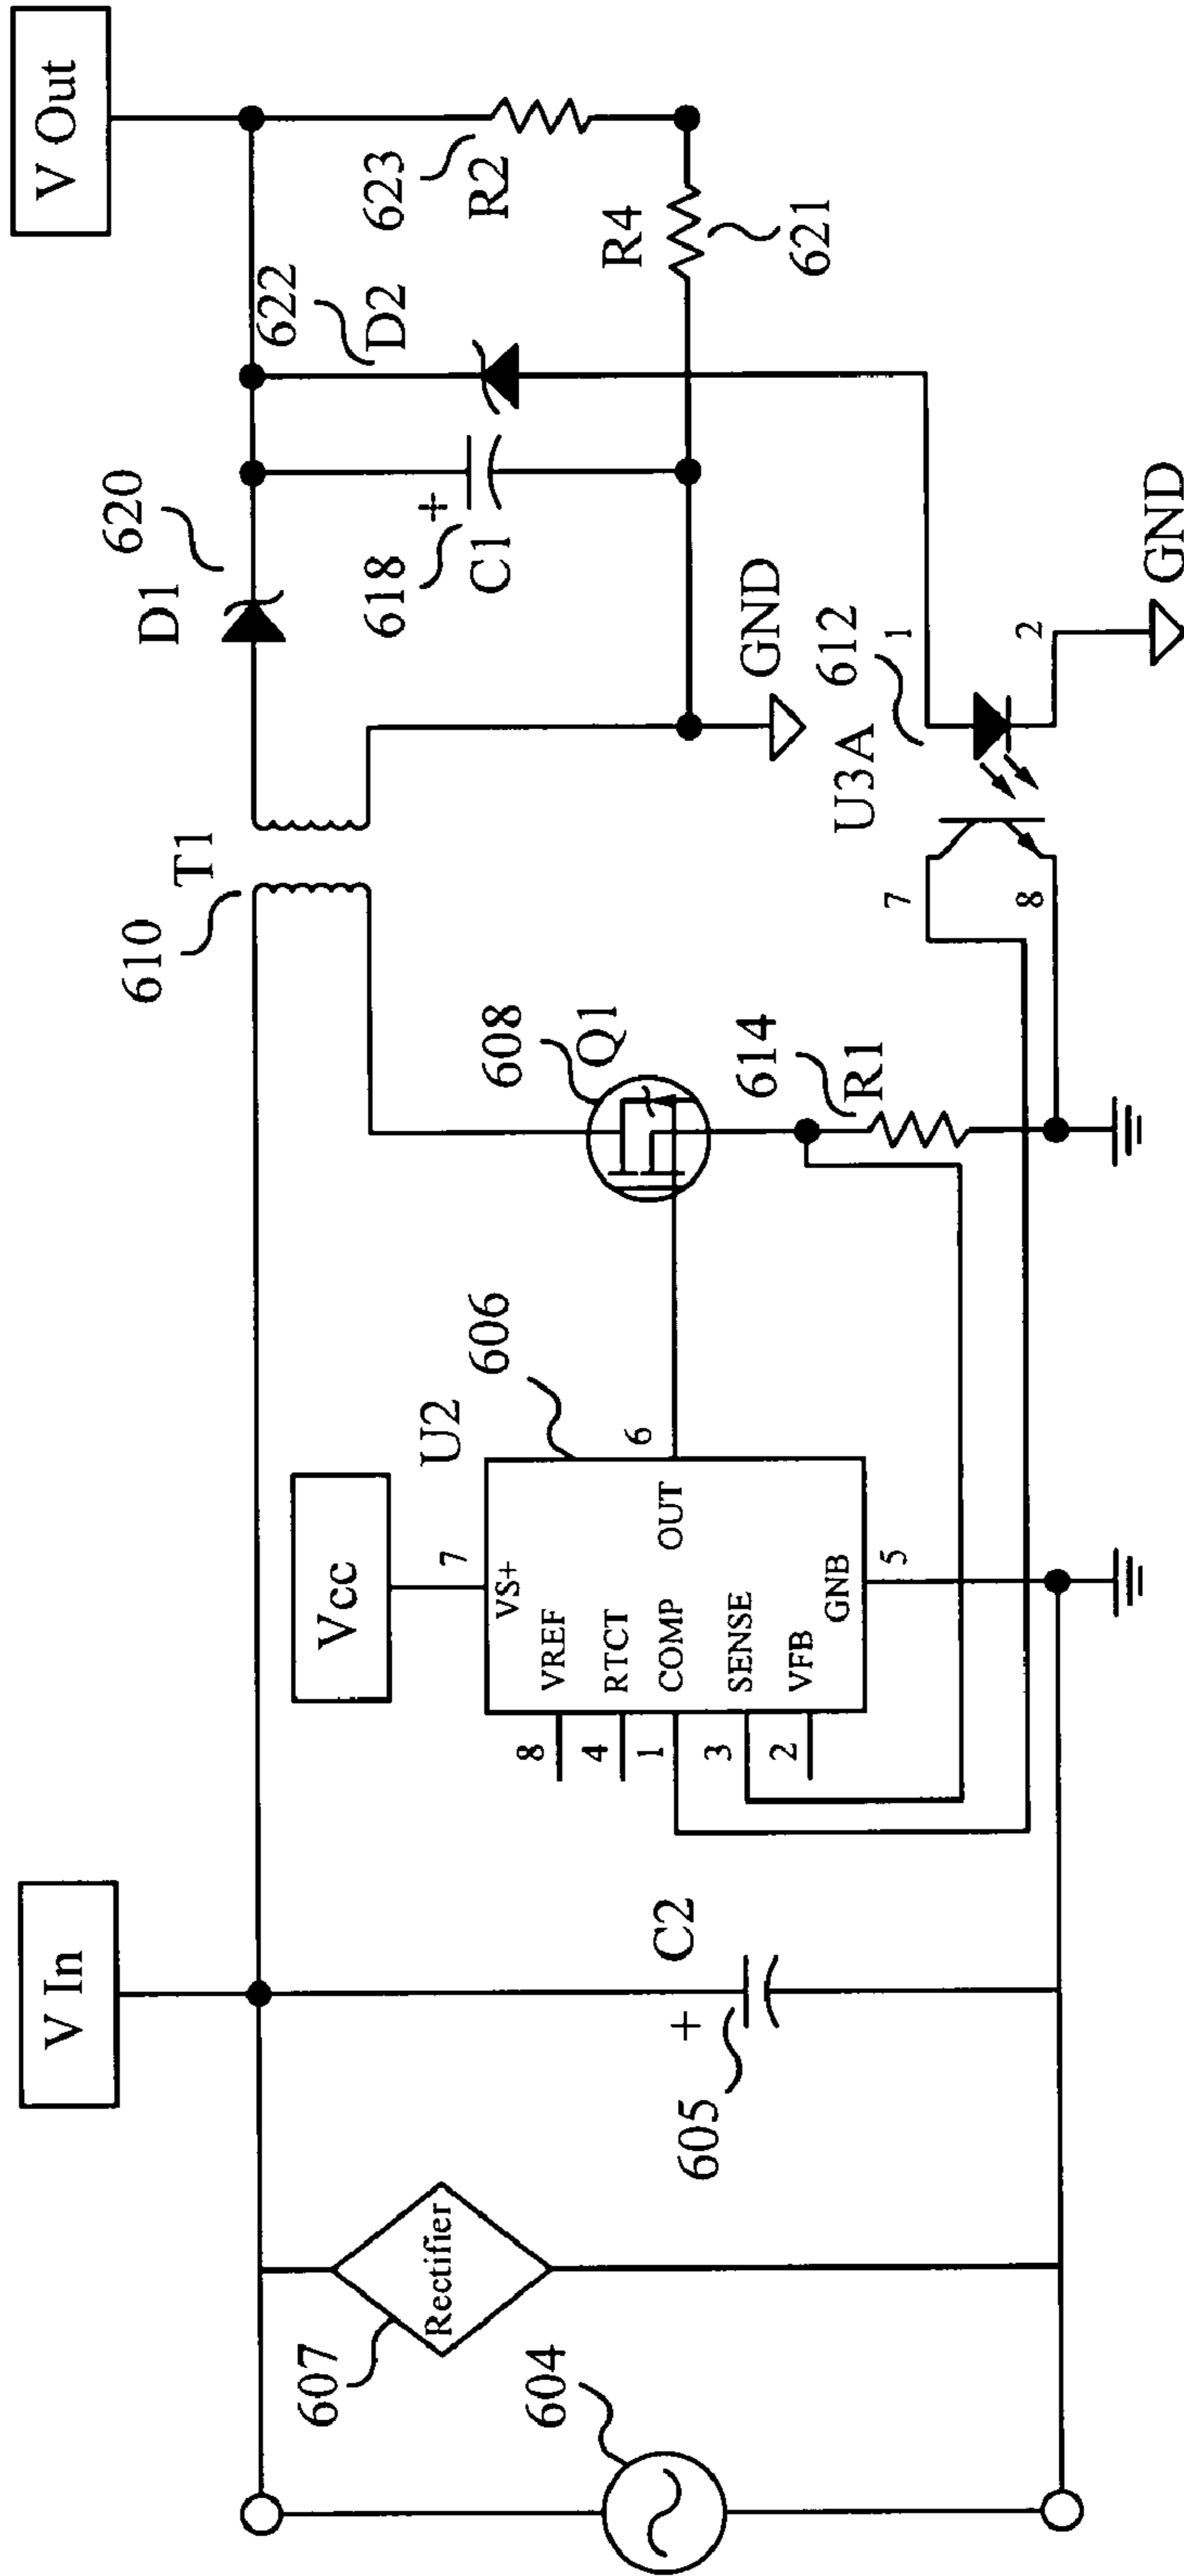 V In
V Out
Vcc
604
607
Rectifier
605
+
C2
U2
606
7
VS+
8
VREF
4
RTCT
1
COMP
3
SENSE
2
VFB
OUT
6
GNB
5
608
Q1
614
R1
610
T1
D1
620
618
+
C1
622
D2
623
R2
R4
621
GND
U3A
612
1
2
7
8
GND